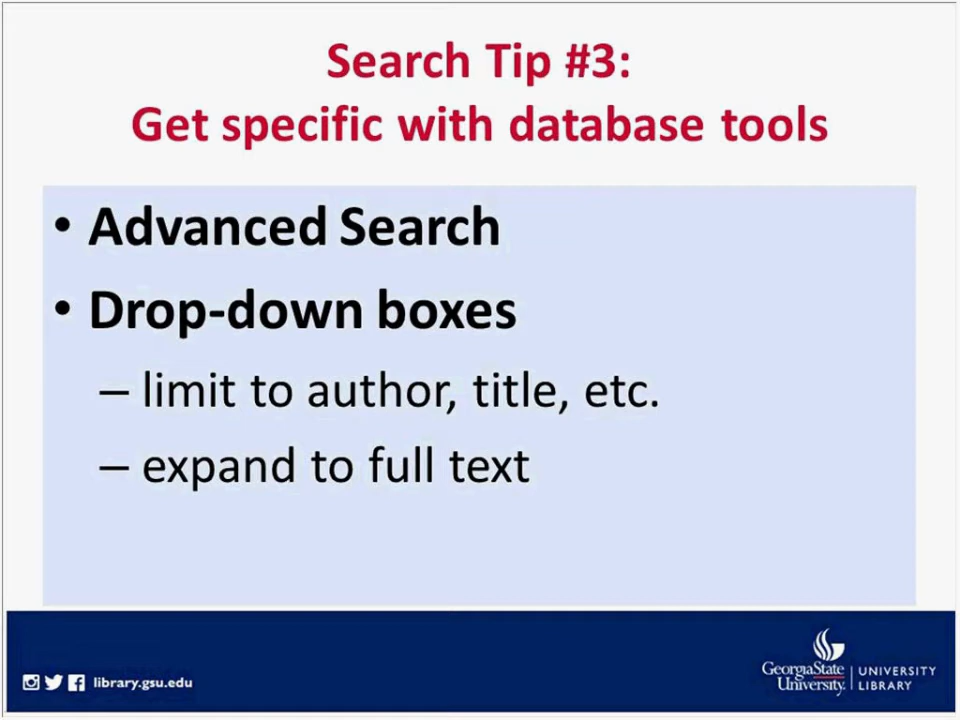 Search Tip #3:
Get specific with database tools
• Advanced Search
• Drop-down boxes
– limit to author, title, etc.
– expand to full text
library.gsu.edu
GeorgiaState
University
UNIVERSITY
LIBRARY